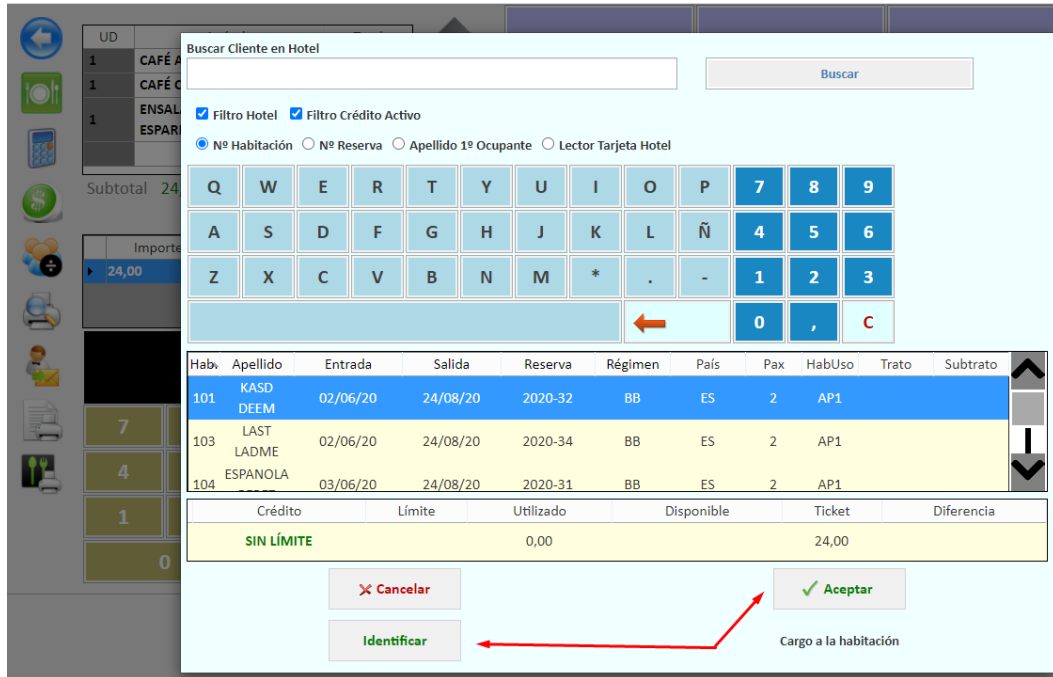 UD
1 CAFÉ A
1 CAFÉ C
1 ENSAL
ESPAR
Subtotal 24,
Importe
24,00
7
4
1
0
Buscar Cliente en Hotel
Buscar
Filtro Hotel Filtro Crédito Activo
Nº Habitación Nº Reserva Apellido 1º Ocupante Lector Tarjeta Hotel
Q W E R T Y U I O P 7 8 9
A S D F G H J K L Ñ 4 5 6
Z X C V B N M * . - 1 2 3
0 , C
Hab. Apellido Entrada Salida Reserva Régimen País Pax HabUso Trato Subtrato
101 KASD DEEM 02/06/20 24/08/20 2020-32 BB ES 2 AP1
103 LAST LADME 02/06/20 24/08/20 2020-34 BB ES 2 AP1
104 ESPANOLA 03/06/20 24/08/20 2020-31 BB ES 2 AP1
Crédito Límite Utilizado Disponible Ticket Diferencia
SIN LÍMITE 0,00 24,00
Cancelar Aceptar
Identificar Cargo a la habitación